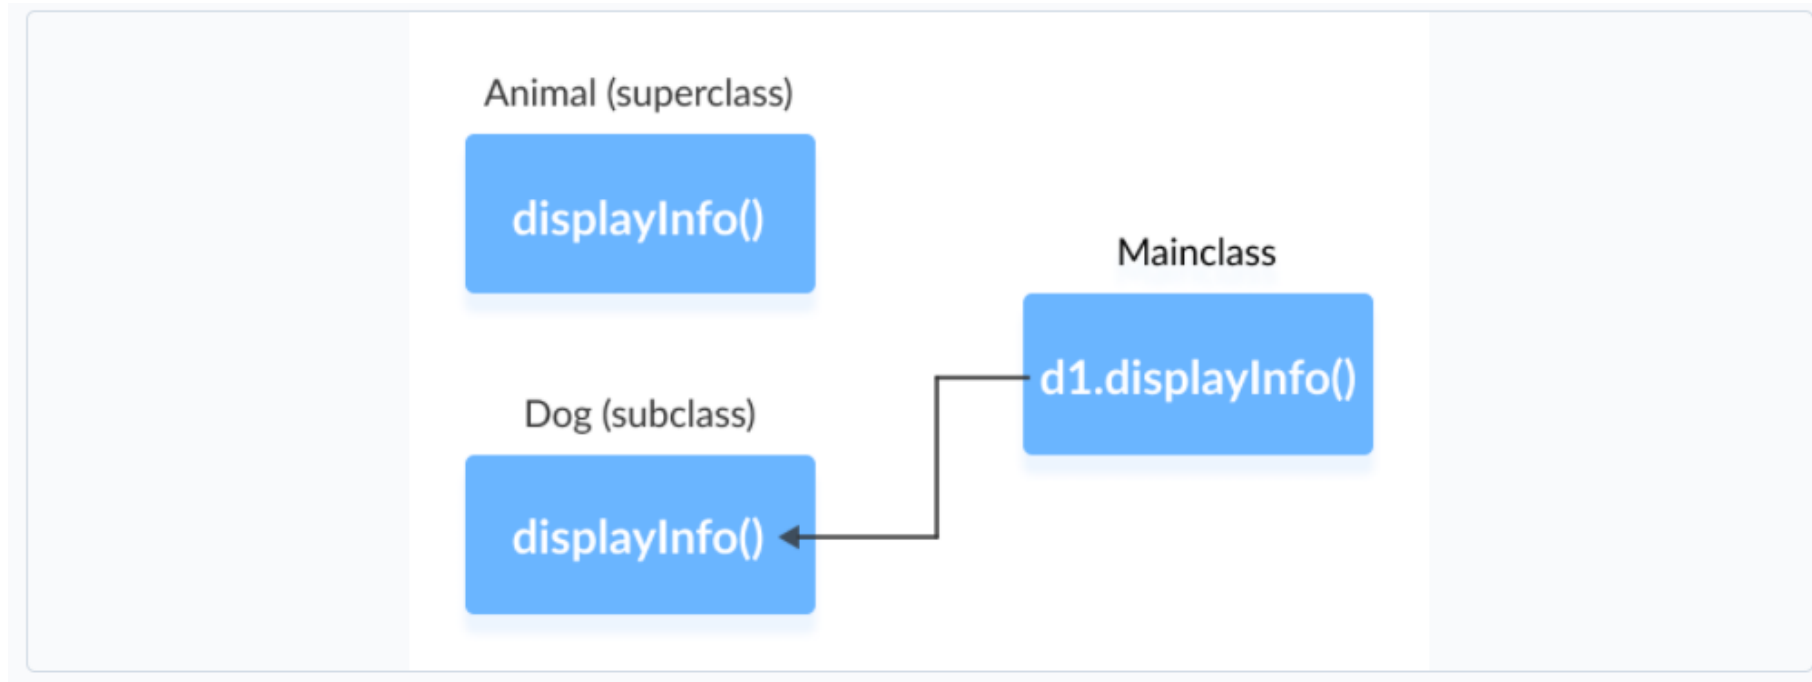 Animal (superclass)
displayInfo()
Mainclass
d1.displayInfo()
Dog (subclass)
displayInfo()